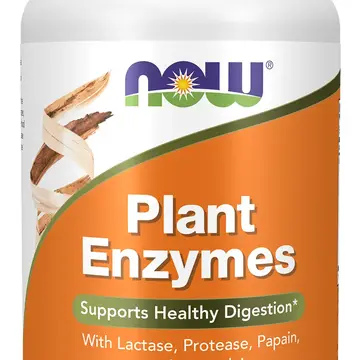 NOW®
Plant
Enzymes
Supports Healthy Digestion*
With Lactase, Protease, Papain,